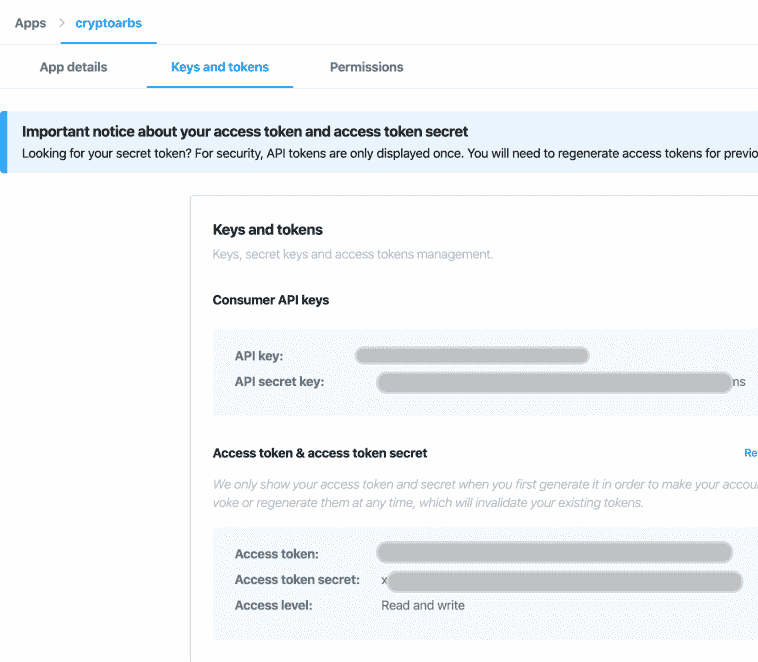 Apps > cryptoarbs
App details Keys and tokens Permissions
Important notice about your access token and access token secret
Looking for your secret token? For security, API tokens are only displayed once. You will need to regenerate access tokens for previo
Keys and tokens
Keys, secret keys and access tokens management.
Consumer API keys
API key:
API secret key: ns
Access token & access token secret Re
We only show your access token and secret when you first generate it in order to make your accou
voke or regenerate them at any time, which will invalidate your existing tokens.
Access token:
Access token secret: x
Access level: Read and write